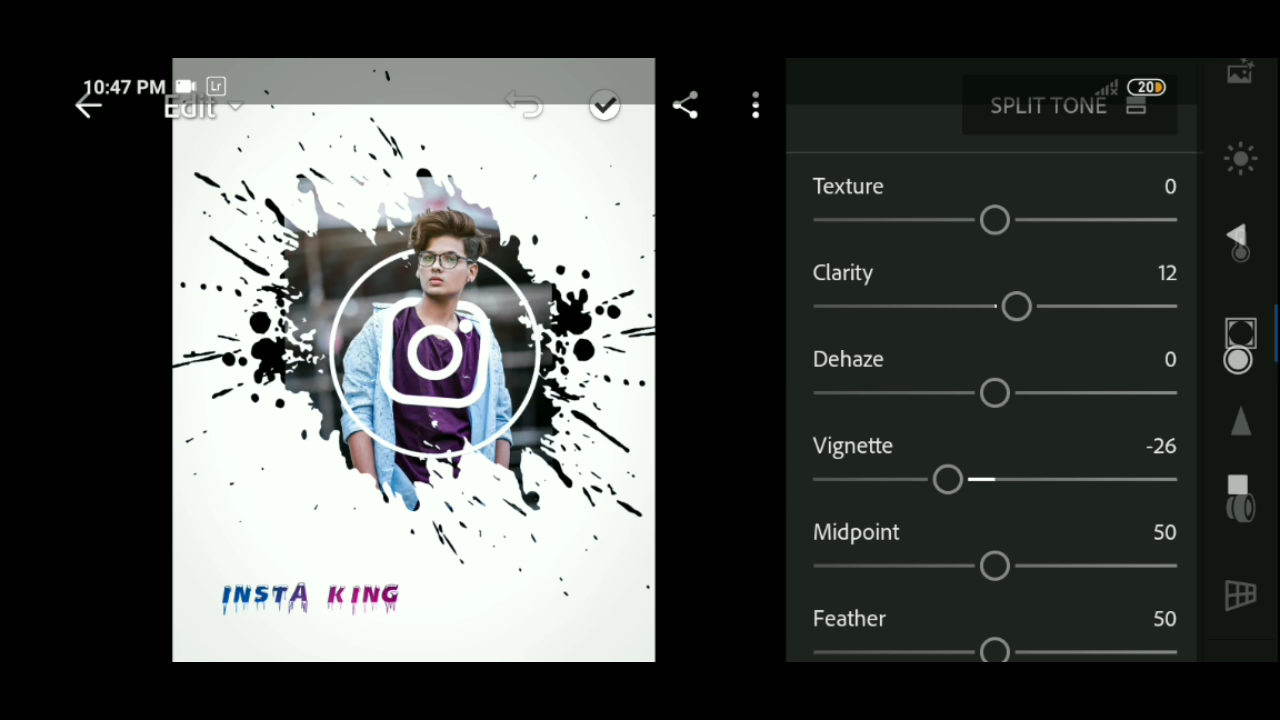 10:47 PM Lr 20
Edit
SPLIT TONE
Texture 0
Clarity 12
Dehaze 0
Vignette -26
Midpoint 50
Feather 50
INSTA KING